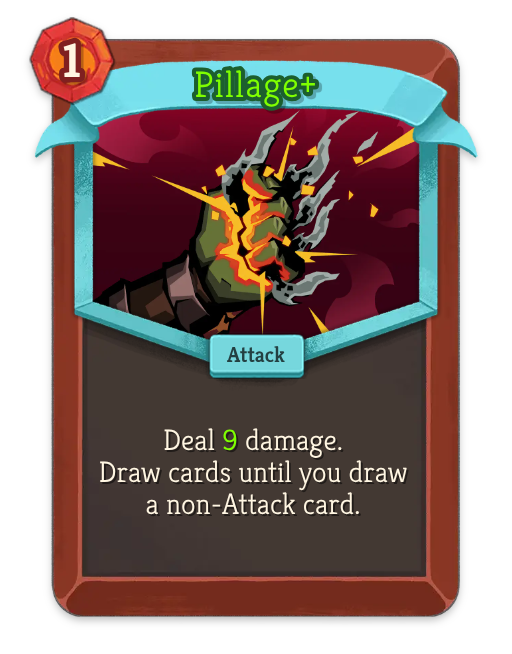 1
Pillage+
Attack
Deal 9 damage.
Draw cards until you draw
a non-Attack card.